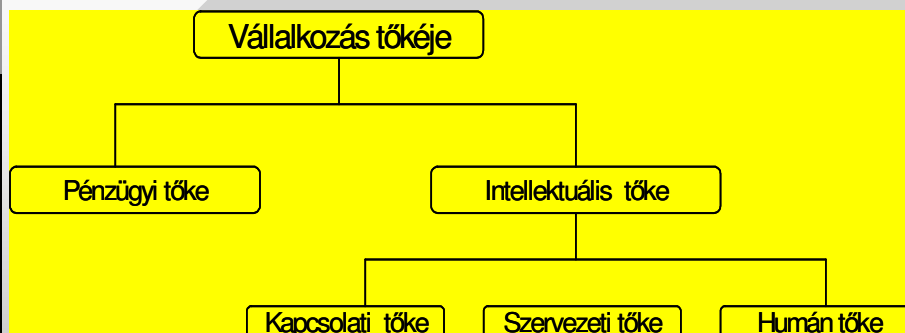 Vállalkozás tőkéje
Pénzügyi tőke
Intellektuális tőke
Kapcsolati tőke
Szervezeti tőke
Humán tőke